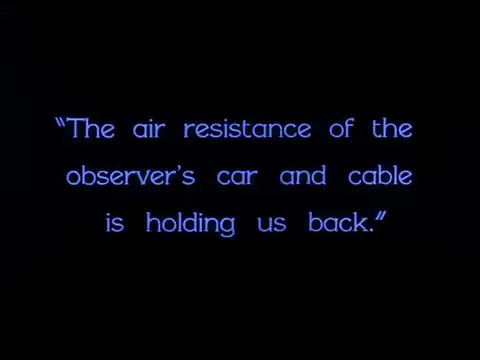 “The air resistance of the
observer's car and cable
is holding us back.”